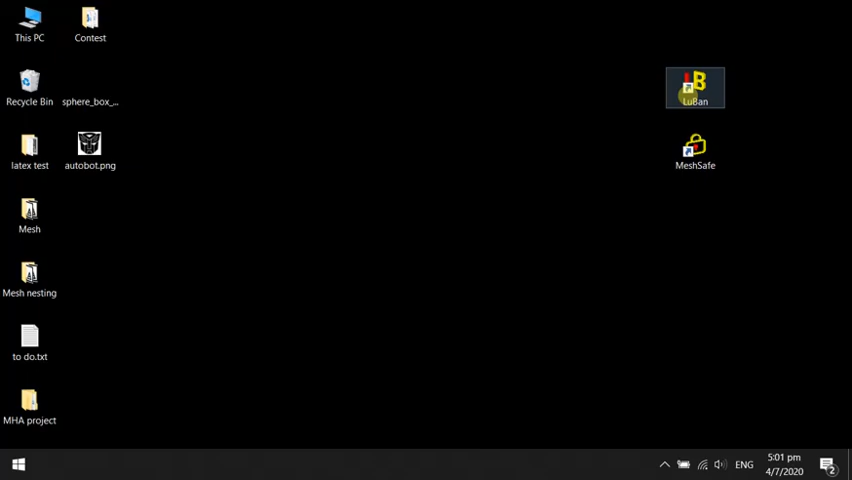 This PC
Contest
LuBan
Recycle Bin
sphere_box_...
latex test
autobot.png
MeshSafe
Mesh
Mesh nesting
to do.txt
MHA project
ENG
5:01 pm
4/7/2020
2